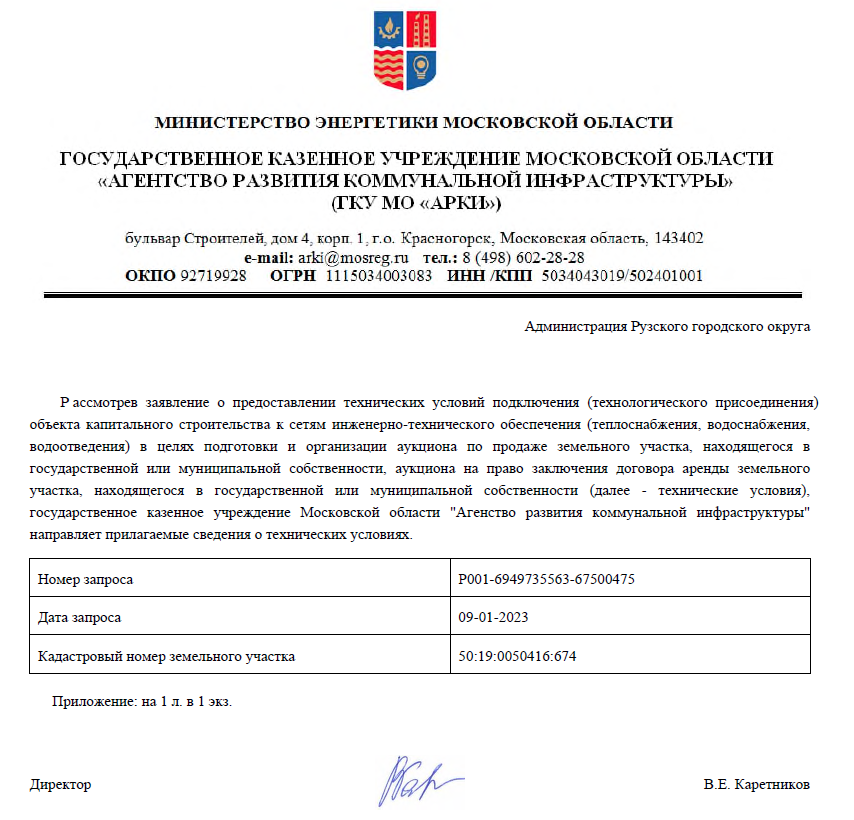 МИНИСТЕРСТВО ЭНЕРГЕТИКИ МОСКОВСКОЙ ОБЛАСТИ
ГОСУДАРСТВЕННОЕ КАЗЕННОЕ УЧРЕЖДЕНИЕ МОСКОВСКОЙ ОБЛАСТИ
«АГЕНТСТВО РАЗВИТИЯ КОММУНАЛЬНОЙ ИНФРАСТРУКТУРЫ»
(ГКУ МО «АРКИ»)
бульвар Строителей, дом 4, корп. 1, г.о. Красногорск, Московская область, 143402
e-mail: arki@mosreg.ru тел.: 8 (498) 602-28-28
ОКПО 92719928 ОГРН 1115034003083 ИНН /КПП 5034043019/502401001
Администрация Рузского городского округа
Р ассмотрев заявление о предоставлении технических условий подключения (технологического присоединения)
объекта капитального строительства к сетям инженерно-технического обеспечения (теплоснабжения, водоснабжения,
водоотведения) в целях подготовки и организации аукциона по продаже земельного участка, находящегося в
государственной или муниципальной собственности, аукциона на право заключения договора аренды земельного
участка, находящегося в государственной или муниципальной собственности (далее - технические условия),
государственное казенное учреждение Московской области "Агенство развития коммунальной инфраструктуры"
направляет прилагаемые сведения о технических условиях.
Номер запроса P001-6949735563-67500475
Дата запроса 09-01-2023
Кадастровый номер земельного участка 50:19:0050416:674
Приложение: на 1 л. в 1 экз.
Директор В.Е. Каретников